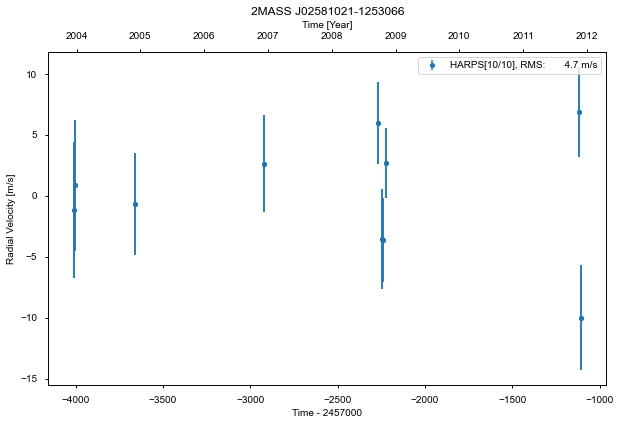 2MASS J02581021-1253066
Time [Year]
2004 2005 2006 2007 2008 2009 2010 2011 2012
HARPS[10/10], RMS: 4.7 m/s
10
5
0
−5
−10
−15
Radial Velocity [m/s]
−4000 −3500 −3000 −2500 −2000 −1500 −1000
Time - 2457000